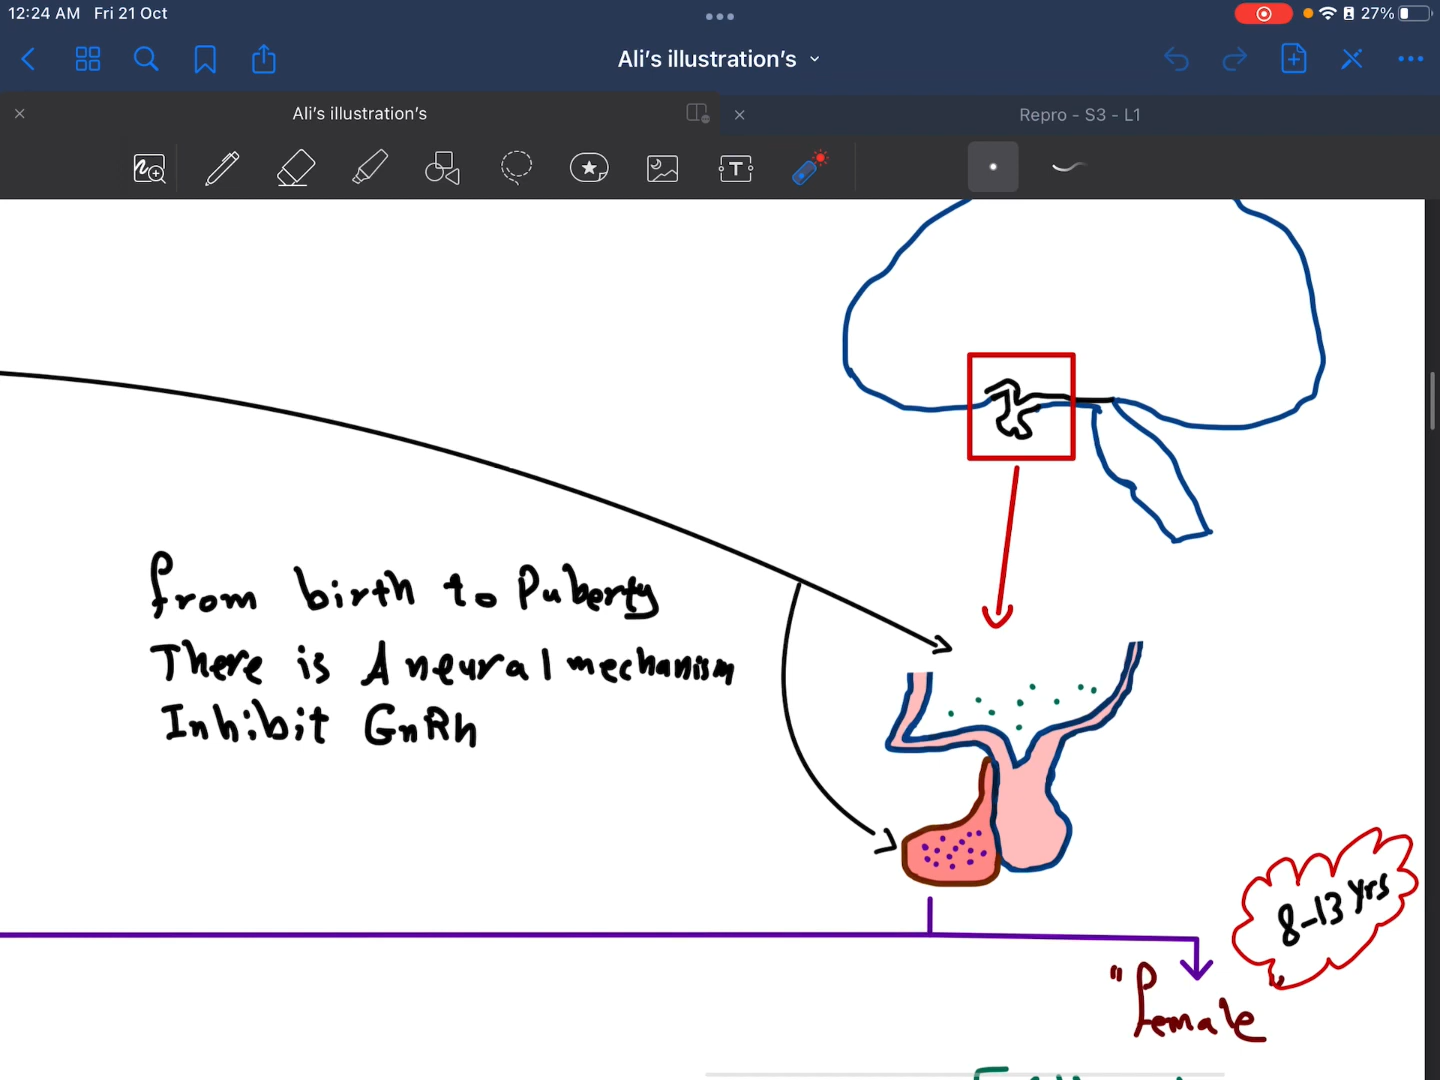 12:24 AM Fri 21 Oct
27%
Ali's illustration's
Ali's illustration's
Repro - S3 - L1
T
from birth to Puberty
There is A neural mechanism
Inhibit GnRh
8-13 yrs
"Female